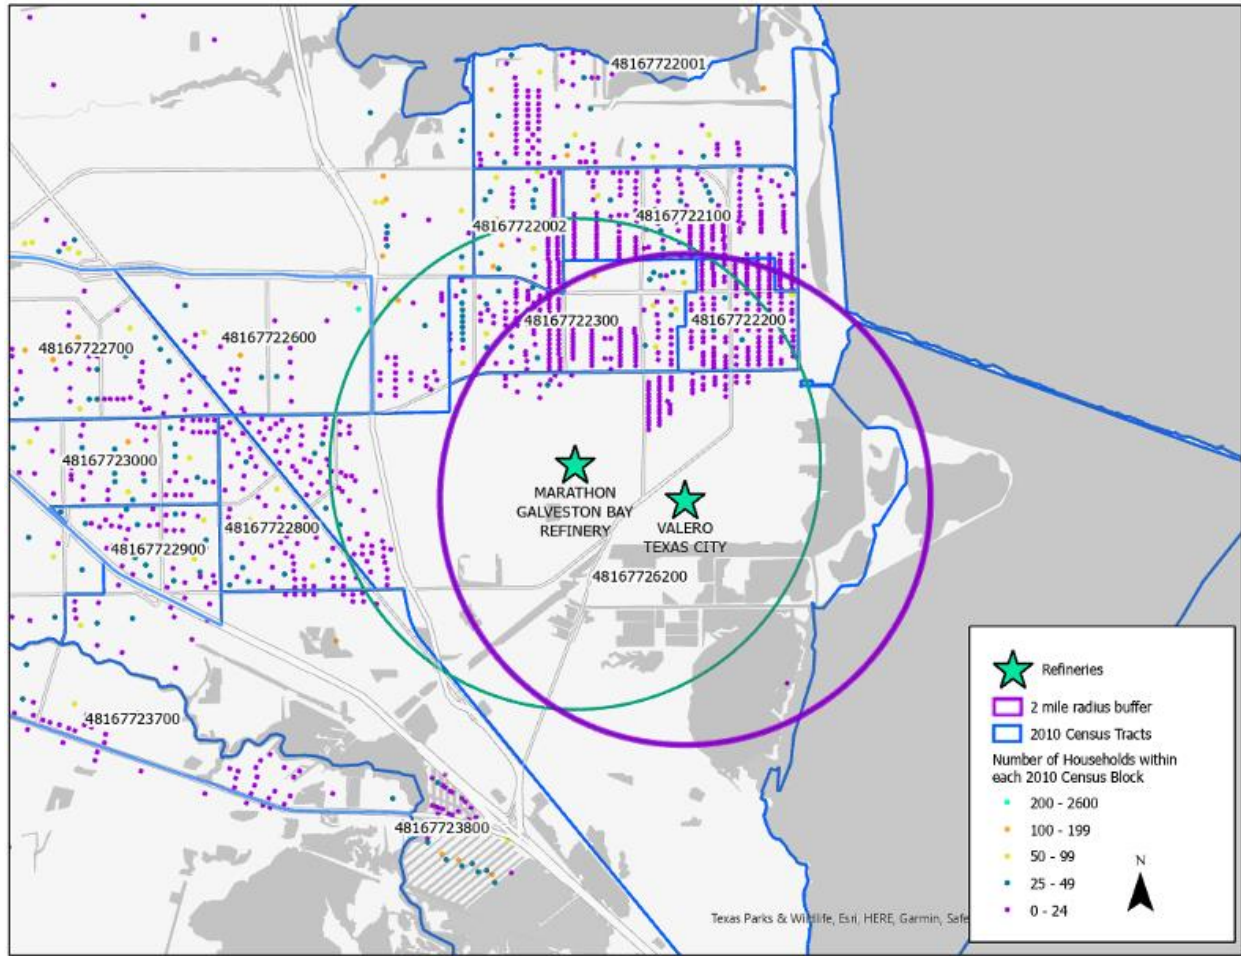 48167722001
48167722100
48167722002
48167722300
48167722200
48167722600
48167722700
48167723000
48167722800
48167722900
MARATHON
GALVESTON BAY
REFINERY
VALERO
TEXAS CITY
48167726200
48167723700
48167723800
Refineries
2 mile radius buffer
2010 Census Tracts
Number of Households within
each 2010 Census Block
200 - 2600
100 - 199
50 - 99
25 - 49
0 - 24
N
Texas Parks & Wildlife, Esri, HERE, Garmin, Safe